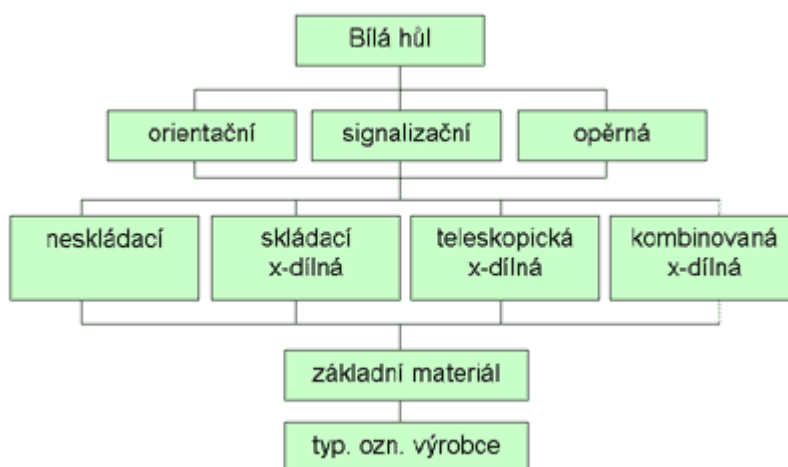 Bílá hůl
orientační
signalizační
opěrná
neskládací
skládací
x-dílná
teleskopická
x-dílná
kombinovaná
x-dílná
základní materiál
typ. ozn. výrobce